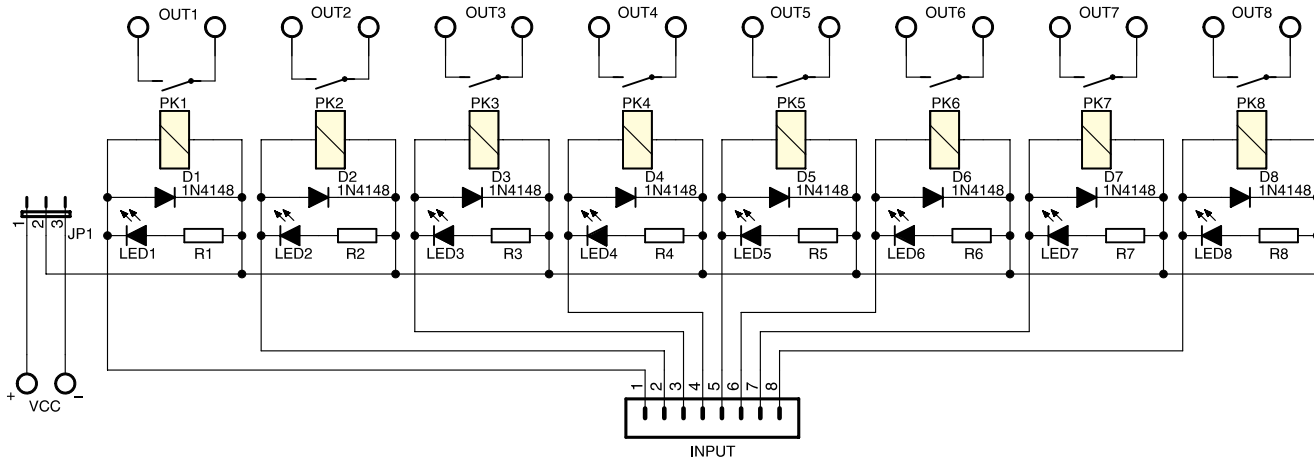 OUT1 OUT2 OUT3 OUT4 OUT5 OUT6 OUT7 OUT8
PK1 PK2 PK3 PK4 PK5 PK6 PK7 PK8
D1 D2 D3 D4 D5 D6 D7 D8
1N4148 1N4148 1N4148 1N4148 1N4148 1N4148 1N4148 1N4148
1 2 3 JP1
LED1 R1 LED2 R2 LED3 R3 LED4 R4 LED5 R5 LED6 R6 LED7 R7 LED8 R8
1 2 3 4 5 6 7 8
+ VCC -
INPUT